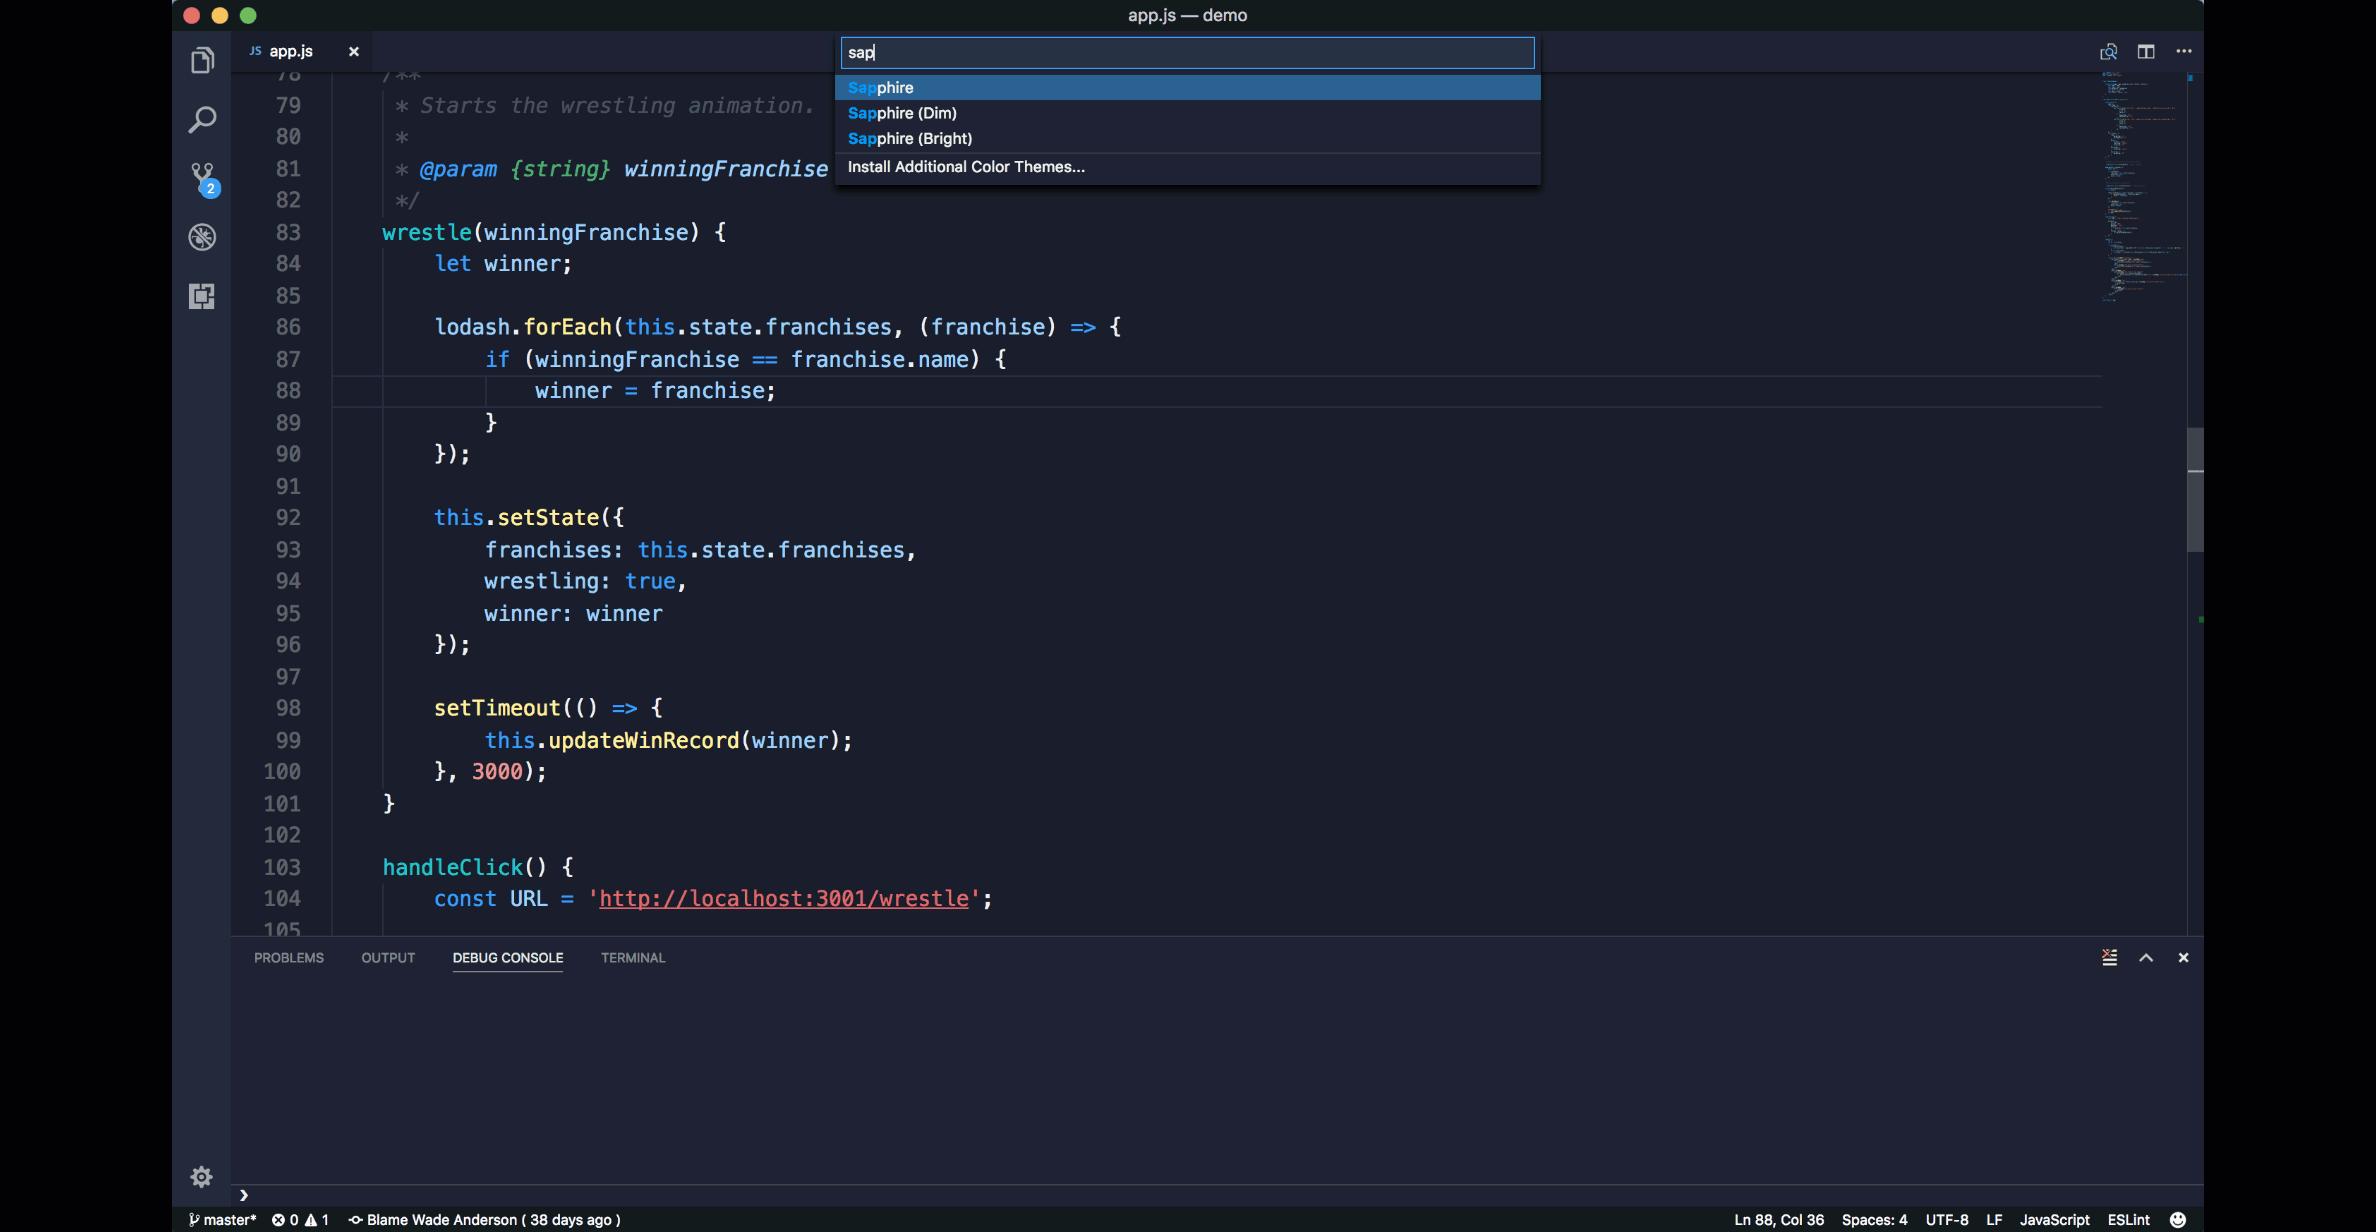 app.js — demo
JS app.js ×
sap
Sapphire
Sapphire (Dim)
Sapphire (Bright)
Install Additional Color Themes...
78 /**
79 * Starts the wrestling animation.
80 *
81 * @param {string} winningFranchise
82 */
83 wrestle(winningFranchise) {
84 let winner;
85
86 lodash.forEach(this.state.franchises, (franchise) => {
87 if (winningFranchise == franchise.name) {
88 winner = franchise;
89 }
90 });
91
92 this.setState({
93 franchises: this.state.franchises,
94 wrestling: true,
95 winner: winner
96 });
97
98 setTimeout(() => {
99 this.updateWinRecord(winner);
100 }, 3000);
101 }
102
103 handleClick() {
104 const URL = 'http://localhost:3001/wrestle';
105
2
PROBLEMS OUTPUT DEBUG CONSOLE TERMINAL
master* 0 1 Blame Wade Anderson ( 38 days ago ) Ln 88, Col 36 Spaces: 4 UTF-8 LF JavaScript ESLint